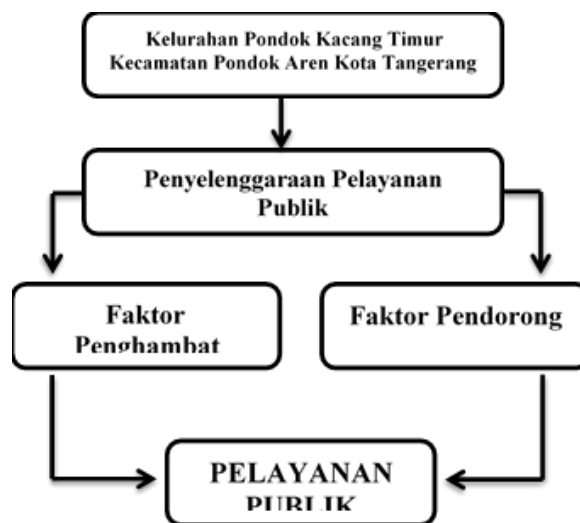 Kelurahan Pondok Kacang Timur
Kecamatan Pondok Aren Kota Tangerang
Penyelenggaraan Pelayanan
Publik
Faktor
Penghambat
Faktor Pendorong
PELAYANAN
PUBLIK